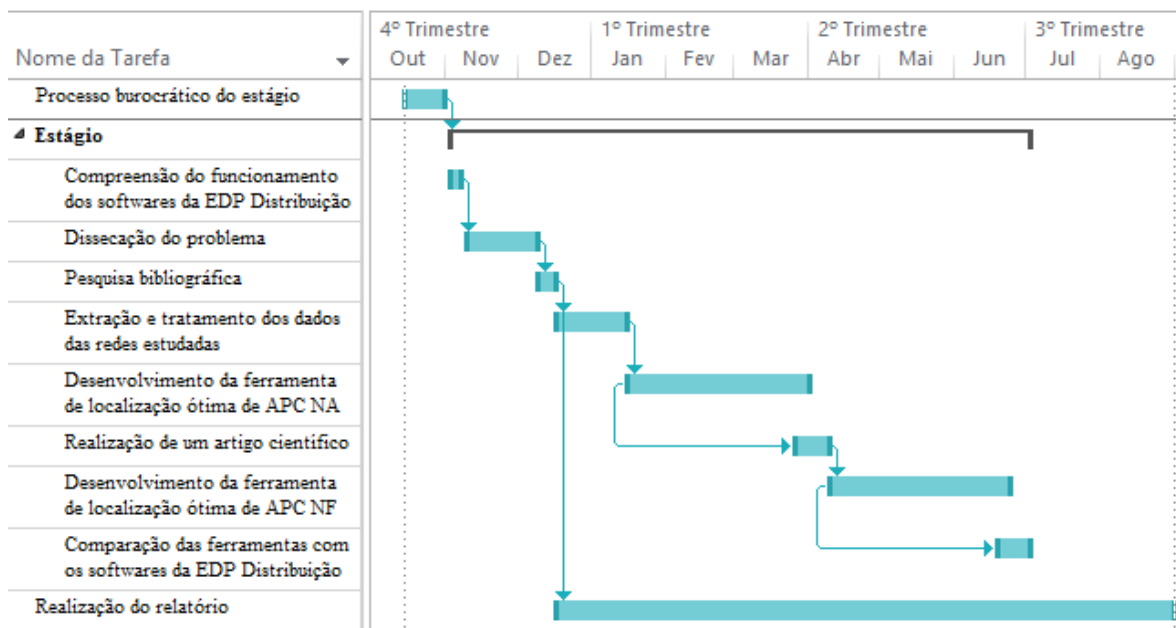 4º Trimestre 1º Trimestre 2º Trimestre 3º Trimestre
Nome da Tarefa Out Nov Dez Jan Fev Mar Abr Mai Jun Jul Ago
Processo burocrático do estágio
Estágio
Compreensão do funcionamento
dos softwares da EDP Distribuição
Dissecação do problema
Pesquisa bibliográfica
Extração e tratamento dos dados
das redes estudadas
Desenvolvimento da ferramenta
de localização ótima de APC NA
Realização de um artigo científico
Desenvolvimento da ferramenta
de localização ótima de APC NF
Comparação das ferramentas com
os softwares da EDP Distribuição
Realização do relatório